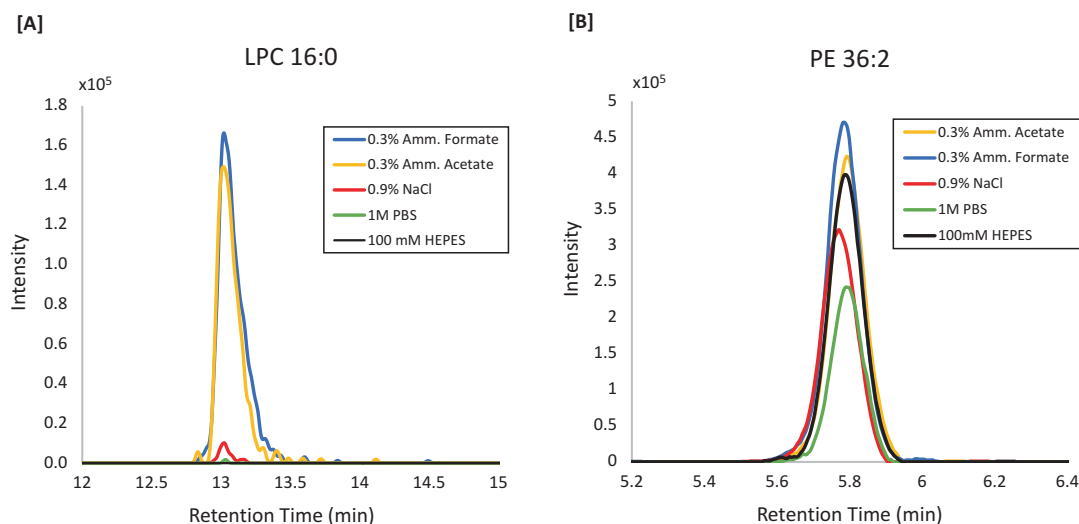 [A]
LPC 16:0
x10⁵
1.8
1.6
1.4
1.2
1.0
0.8
0.6
0.4
0.2
0.0
Intensity
12
12.5
13
13.5
14
14.5
15
Retention Time (min)
0.3% Amm. Formate
0.3% Amm. Acetate
0.9% NaCl
1M PBS
100 mM HEPES
[B]
PE 36:2
x10⁵
5
4.5
4
3.5
3
2.5
2
1.5
1
0.5
0
Intensity
5.2
5.4
5.6
5.8
6
6.2
6.4
Retention Time (min)
0.3% Amm. Acetate
0.3% Amm. Formate
0.9% NaCl
1M PBS
100mM HEPES